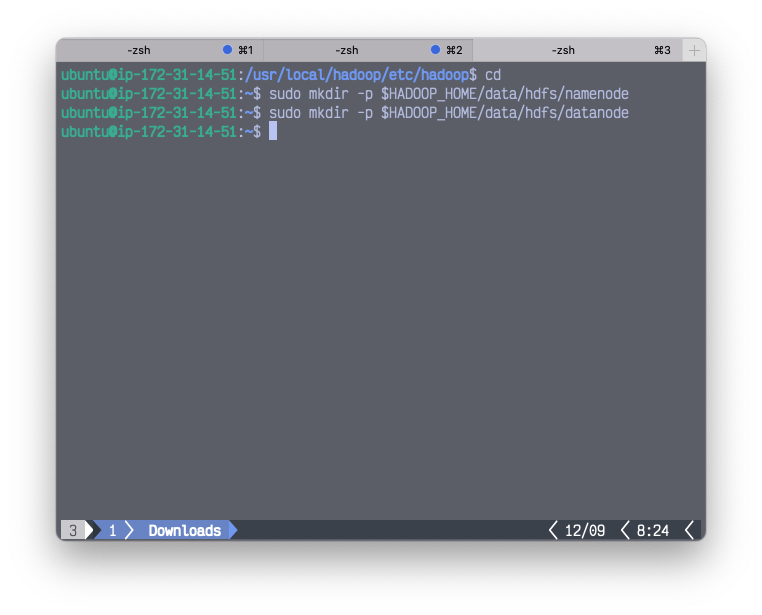 -zsh ⌘1 -zsh ⌘2 -zsh ⌘3
ubuntu@ip-172-31-14-51:/usr/local/hadoop/etc/hadoop$ cd
ubuntu@ip-172-31-14-51:~$ sudo mkdir -p $HADOOP_HOME/data/hdfs/namenode
ubuntu@ip-172-31-14-51:~$ sudo mkdir -p $HADOOP_HOME/data/hdfs/datanode
ubuntu@ip-172-31-14-51:~$
3 1 Downloads 12/09 8:24